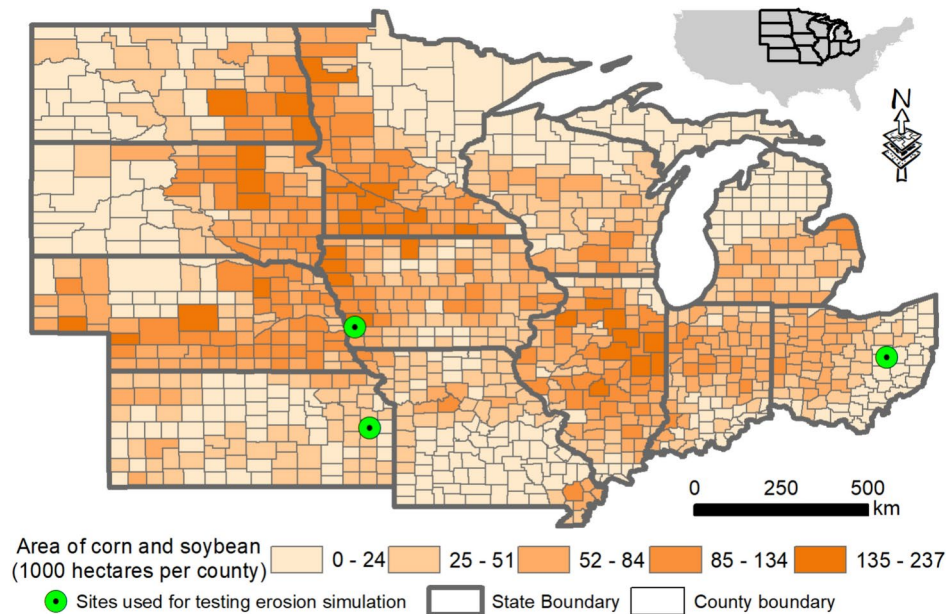 N
0 250 500
km
Area of corn and soybean
(1000 hectares per county)
0 - 24 25 - 51 52 - 84 85 - 134 135 - 237
Sites used for testing erosion simulation State Boundary County boundary